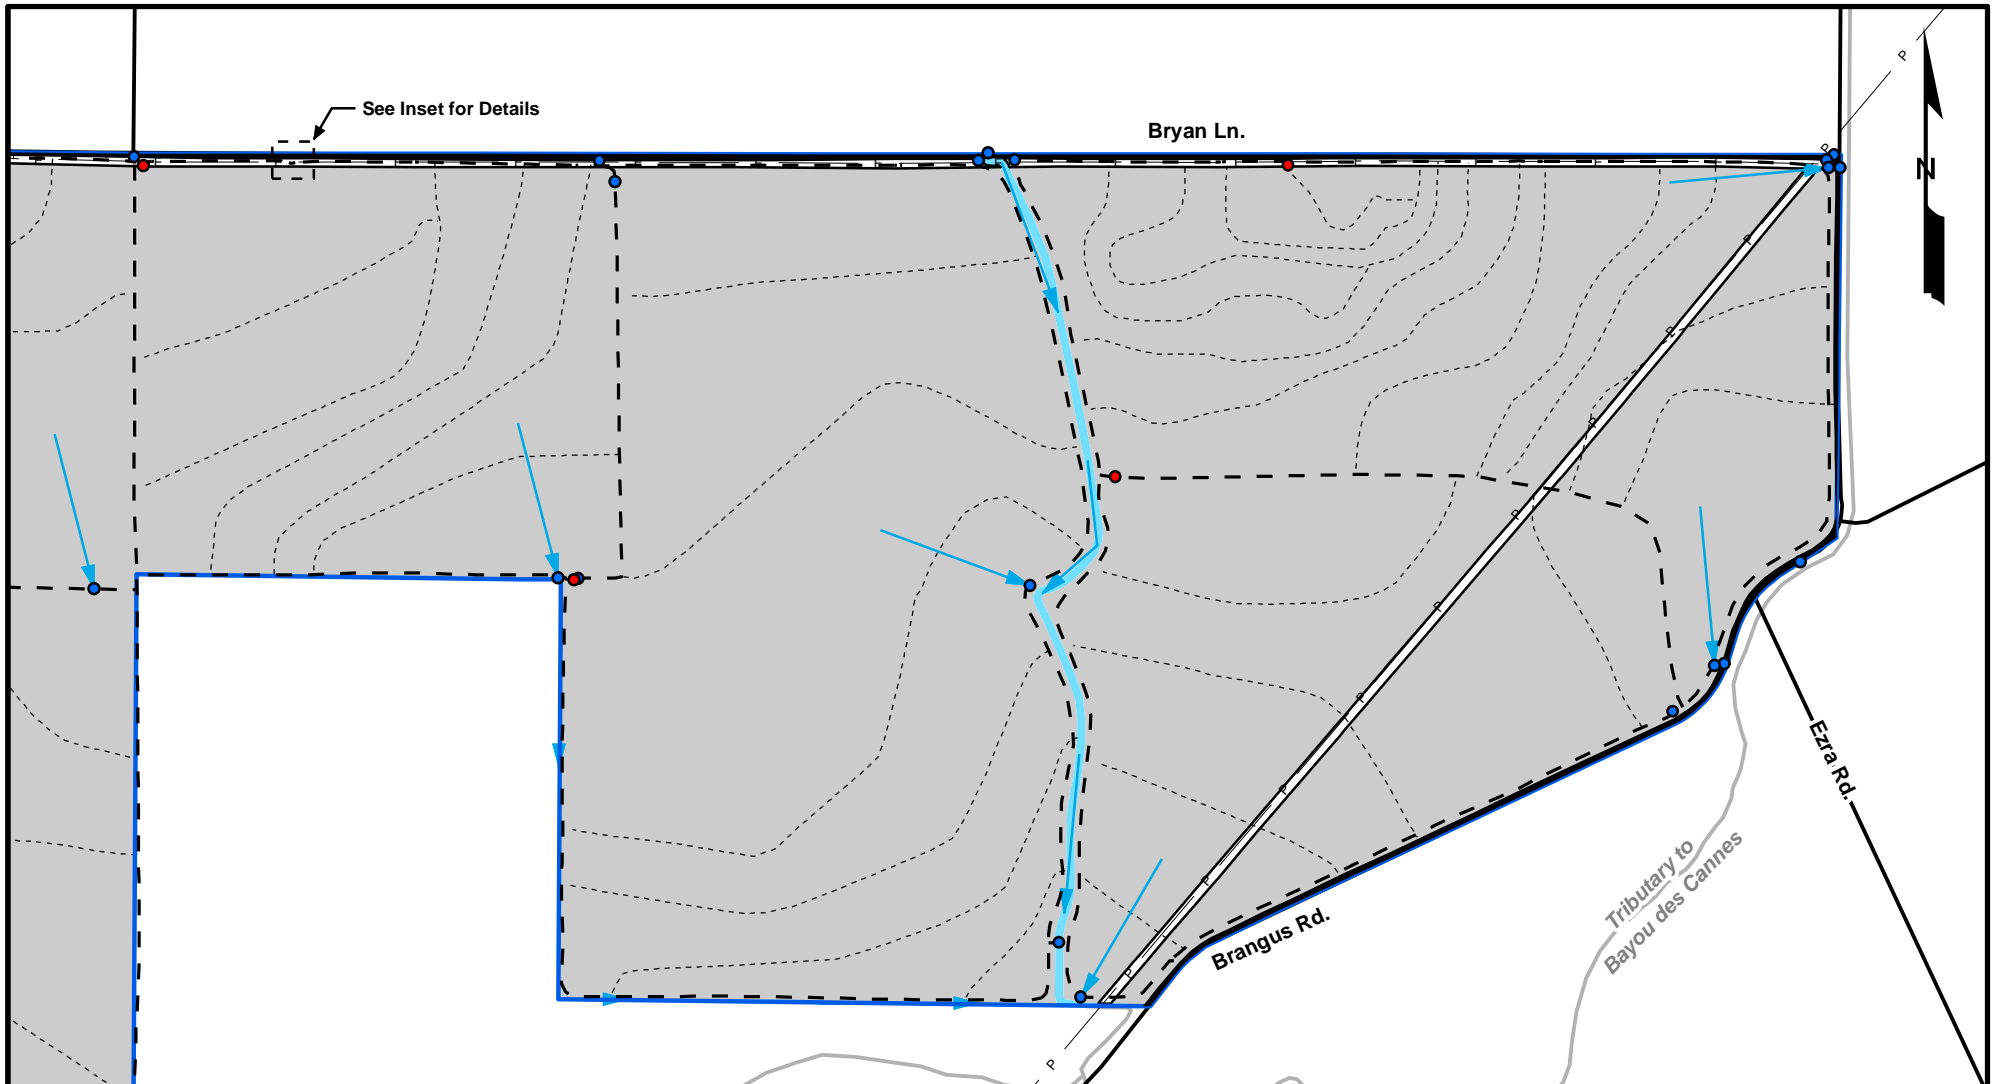 P
See Inset for Details
Bryan Ln.
P
N
P
P
P
P
P
P
Ezra Rd.
P
P
Tributary to
Bayou des Cannes
Brangus Rd.
P
P